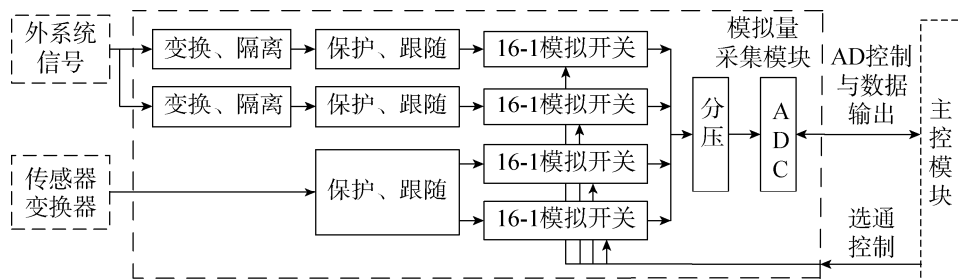 外系统
信号
变换、隔离
保护、跟随
16-1模拟开关
变换、隔离
保护、跟随
16-1模拟开关
传感器
变换器
保护、跟随
16-1模拟开关
16-1模拟开关
分压
ADC
模拟量
采集模块
AD控制
与数据
输出
选通
控制
主控模块